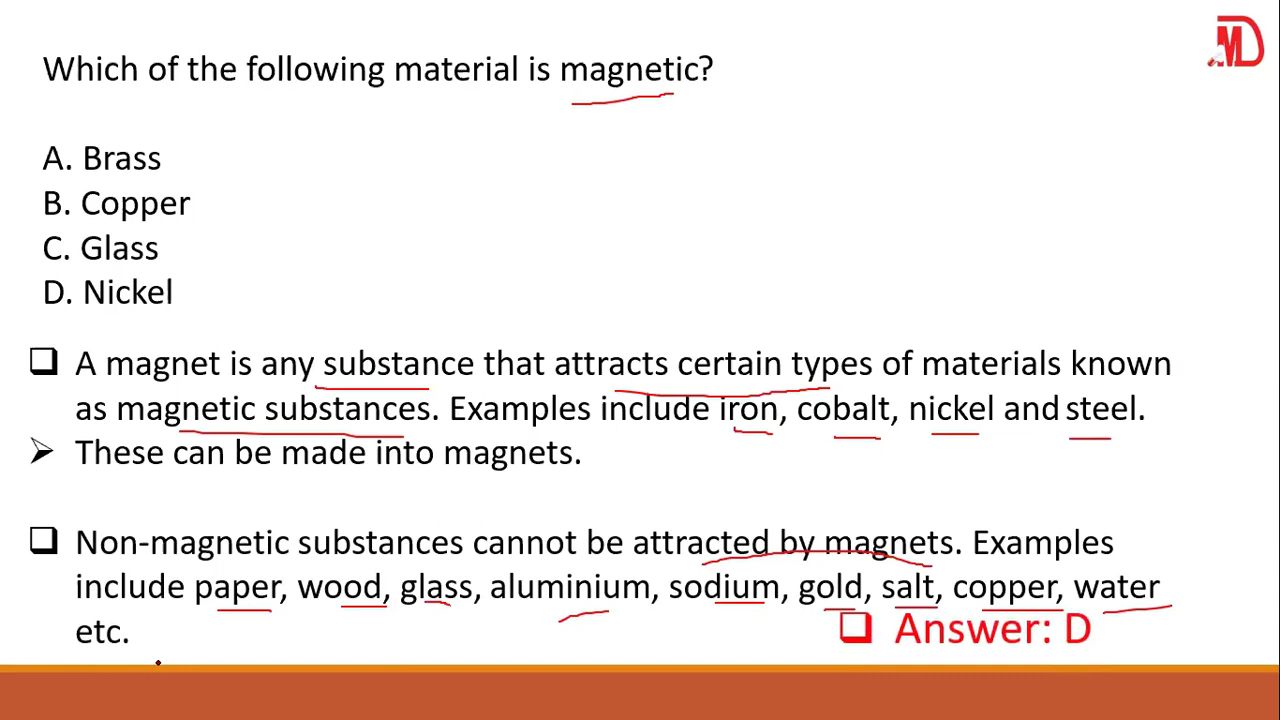 MD
Which of the following material is magnetic?
A. Brass
B. Copper
C. Glass
D. Nickel
A magnet is any substance that attracts certain types of materials known
as magnetic substances. Examples include iron, cobalt, nickel and steel.
These can be made into magnets.
Non-magnetic substances cannot be attracted by magnets. Examples
include paper, wood, glass, aluminium, sodium, gold, salt, copper, water
etc.
Answer: D